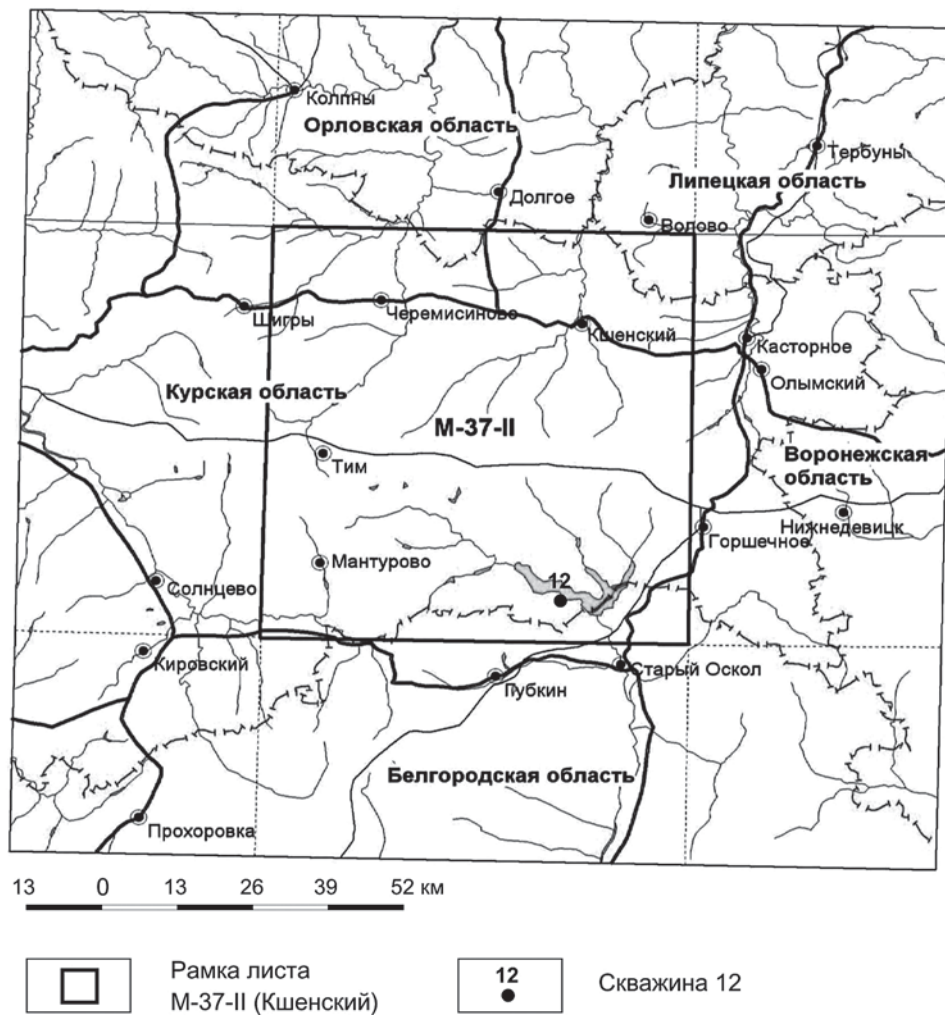 Колпны
Орловская область
Тербуны
Липецкая область
Долгое
Волово
Щигры
Черемисиново
Кшенский
Касторное
Олымский
Курская область
М-37-II
Воронежская
область
Тим
Нижнедевицк
Горшечное
Мантурово
12
Солнцево
Кировский
Губкин
Старый Оскол
Белгородская область
Прохоровка
13 0 13 26 39 52 км
Рамка листа
М-37-II (Кшенский)
12
Скважина 12